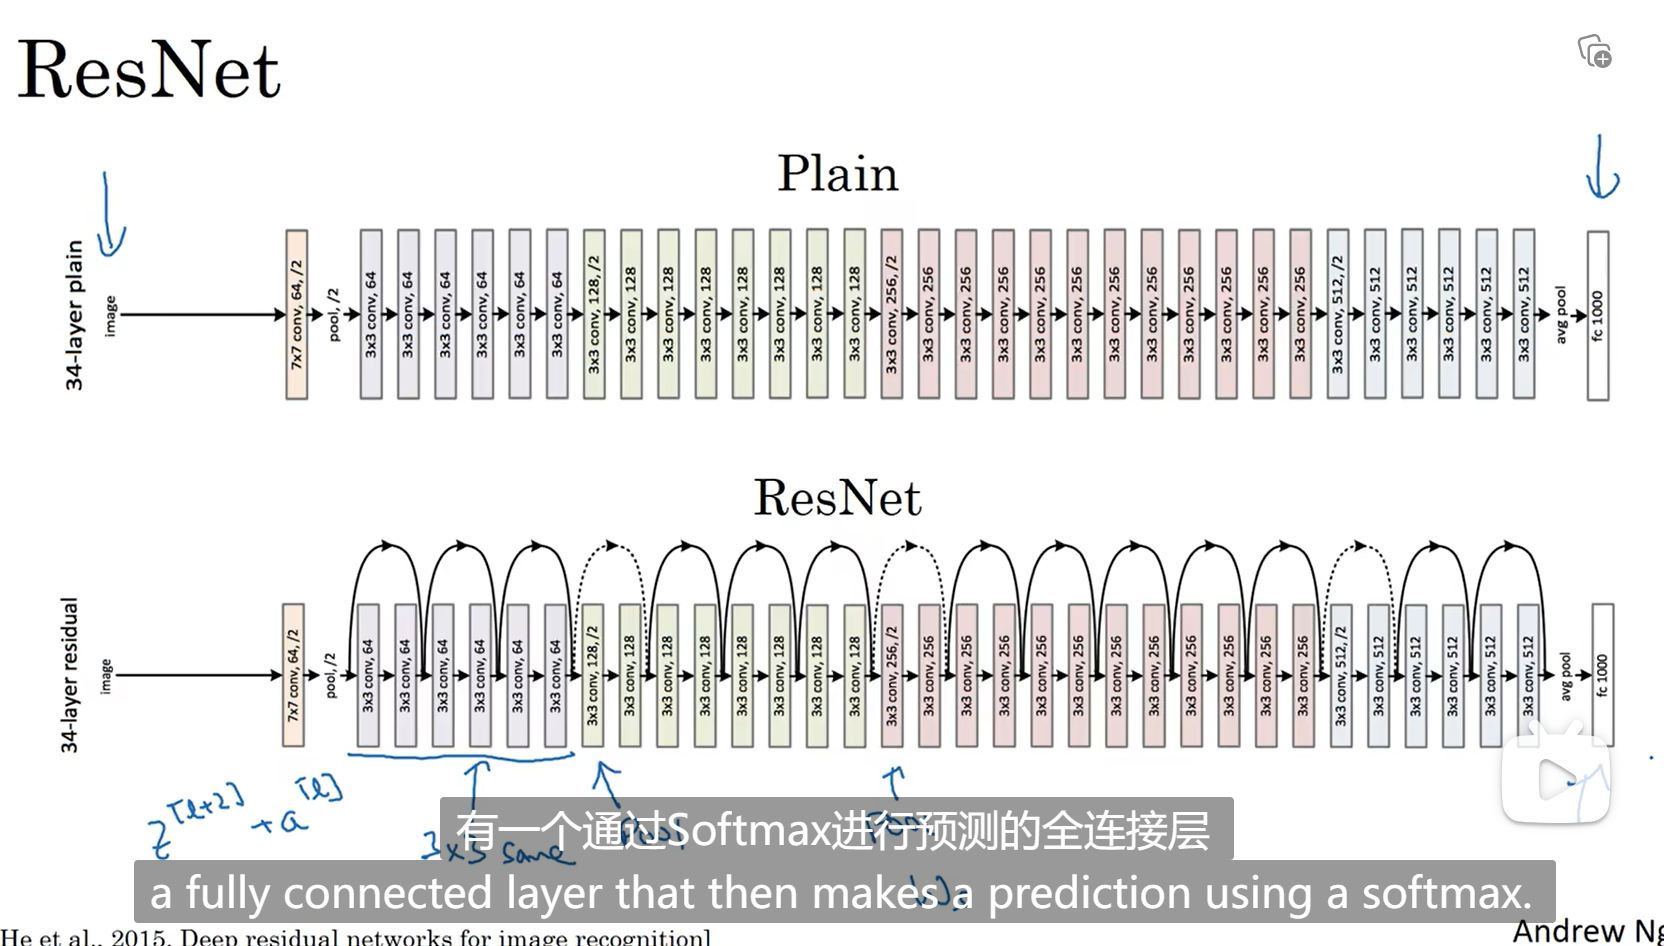 ResNet
Plain
34-layer plain
image
7x7 conv, 64, /2
pool, /2
3x3 conv, 64
3x3 conv, 64
3x3 conv, 64
3x3 conv, 64
3x3 conv, 64
3x3 conv, 64
3x3 conv, 128, /2
3x3 conv, 128
3x3 conv, 128
3x3 conv, 128
3x3 conv, 128
3x3 conv, 128
3x3 conv, 128
3x3 conv, 128
3x3 conv, 256, /2
3x3 conv, 256
3x3 conv, 256
3x3 conv, 256
3x3 conv, 256
3x3 conv, 256
3x3 conv, 256
3x3 conv, 256
3x3 conv, 256
3x3 conv, 256
3x3 conv, 256
3x3 conv, 256
3x3 conv, 512, /2
3x3 conv, 512
3x3 conv, 512
3x3 conv, 512
3x3 conv, 512
3x3 conv, 512
avg pool
fc 1000
ResNet
34-layer residual
image
7x7 conv, 64, /2
pool, /2
3x3 conv, 64
3x3 conv, 64
3x3 conv, 64
3x3 conv, 64
3x3 conv, 64
3x3 conv, 64
3x3 conv, 128, /2
3x3 conv, 128
3x3 conv, 128
3x3 conv, 128
3x3 conv, 128
3x3 conv, 128
3x3 conv, 128
3x3 conv, 128
3x3 conv, 256, /2
3x3 conv, 256
3x3 conv, 256
3x3 conv, 256
3x3 conv, 256
3x3 conv, 256
3x3 conv, 256
3x3 conv, 256
3x3 conv, 256
3x3 conv, 256
3x3 conv, 256
3x3 conv, 256
3x3 conv, 512, /2
3x3 conv, 512
3x3 conv, 512
3x3 conv, 512
3x3 conv, 512
3x3 conv, 512
avg pool
fc 1000
z[l+2] + a[l]
3x3 same
有一个通过Softmax进行预测的全连接层
a fully connected layer that then makes a prediction using a softmax.
He et al., 2015. Deep residual networks for image recognition]
Andrew Ng